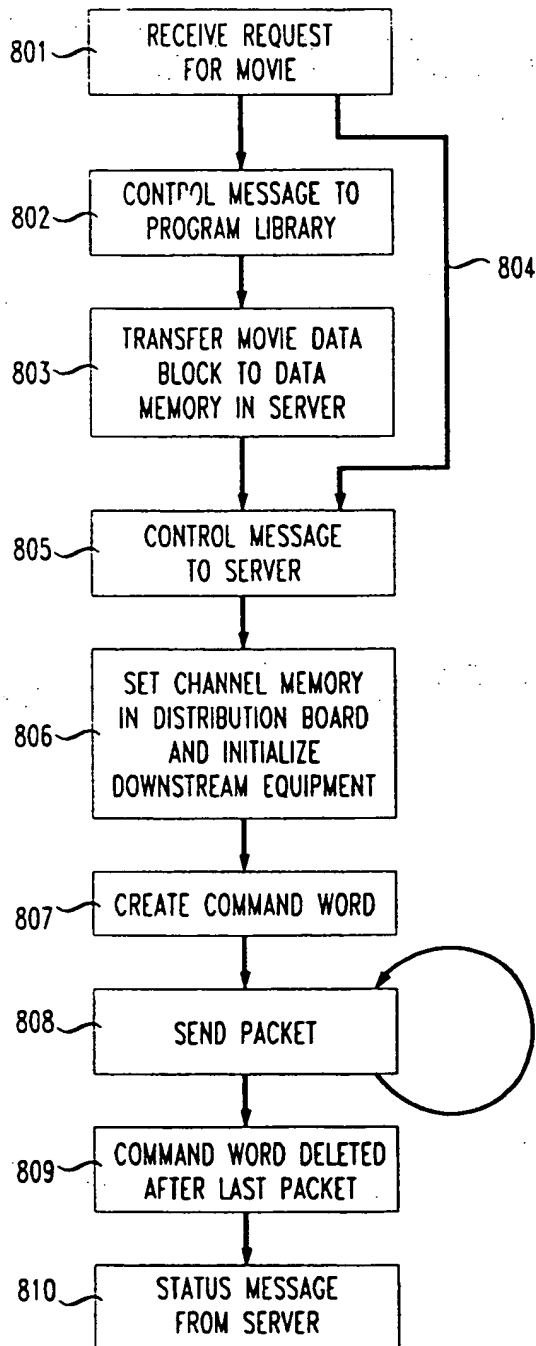 801
RECEIVE REQUEST
FOR MOVIE
802
CONTROL MESSAGE TO
PROGRAM LIBRARY
804
803
TRANSFER MOVIE DATA
BLOCK TO DATA
MEMORY IN SERVER
805
CONTROL MESSAGE
TO SERVER
806
SET CHANNEL MEMORY
IN DISTRIBUTION BOARD
AND INITIALIZE
DOWNSTREAM EQUIPMENT
807
CREATE COMMAND WORD
808
SEND PACKET
809
COMMAND WORD DELETED
AFTER LAST PACKET
810
STATUS MESSAGE
FROM SERVER